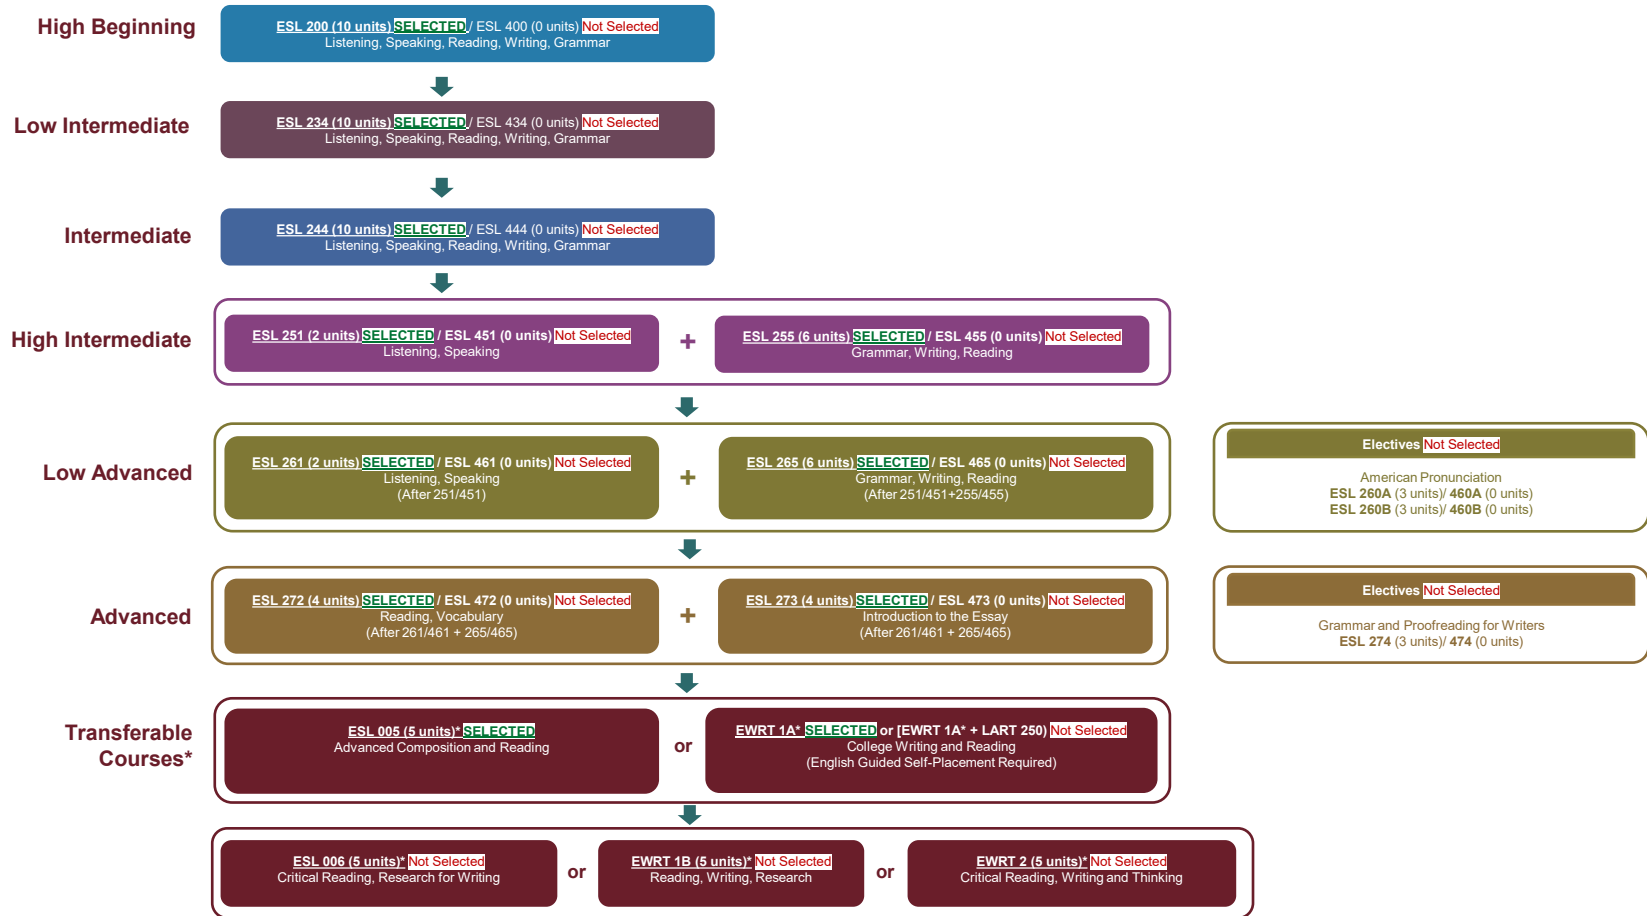 High Beginning
ESL 200 (10 units) SELECTED / ESL 400 (0 units) Not Selected
Listening, Speaking, Reading, Writing, Grammar
Low Intermediate
ESL 234 (10 units) SELECTED / ESL 434 (0 units) Not Selected
Listening, Speaking, Reading, Writing, Grammar
Intermediate
ESL 244 (10 units) SELECTED / ESL 444 (0 units) Not Selected
Listening, Speaking, Reading, Writing, Grammar
High Intermediate
ESL 251 (2 units) SELECTED / ESL 451 (0 units) Not Selected
Listening, Speaking
+
ESL 255 (6 units) SELECTED / ESL 455 (0 units) Not Selected
Grammar, Writing, Reading
Low Advanced
ESL 261 (2 units) SELECTED / ESL 461 (0 units) Not Selected
Listening, Speaking
(After 251/451)
+
ESL 265 (6 units) SELECTED / ESL 465 (0 units) Not Selected
Grammar, Writing, Reading
(After 251/451+255/455)
Electives Not Selected
American Pronunciation
ESL 260A (3 units)/ 460A (0 units)
ESL 260B (3 units)/ 460B (0 units)
Advanced
ESL 272 (4 units) SELECTED / ESL 472 (0 units) Not Selected
Reading, Vocabulary
(After 261/461 + 265/465)
+
ESL 273 (4 units) SELECTED / ESL 473 (0 units) Not Selected
Introduction to the Essay
(After 261/461 + 265/465)
Electives Not Selected
Grammar and Proofreading for Writers
ESL 274 (3 units)/ 474 (0 units)
Transferable
Courses*
ESL 005 (5 units)* SELECTED
Advanced Composition and Reading
or
EWRT 1A* SELECTED or [EWRT 1A* + LART 250) Not Selected
College Writing and Reading
(English Guided Self-Placement Required)
ESL 006 (5 units)* Not Selected
Critical Reading, Research for Writing
or
EWRT 1B (5 units)* Not Selected
Reading, Writing, Research
or
EWRT 2 (5 units)* Not Selected
Critical Reading, Writing and Thinking